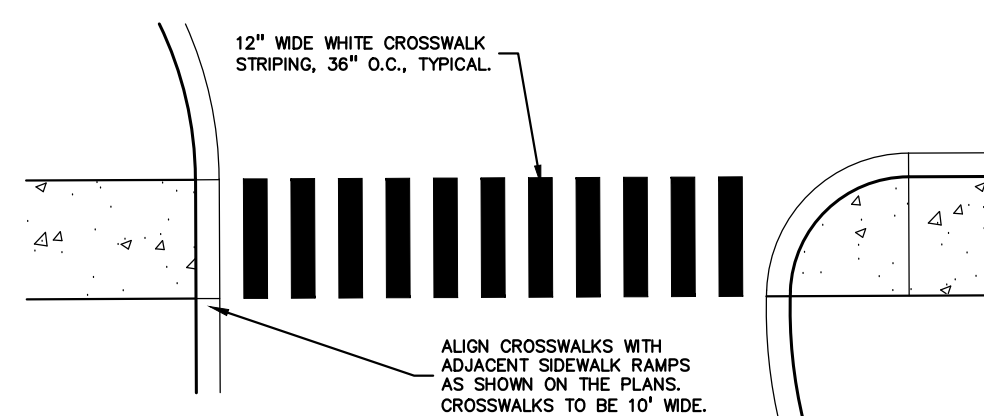 12" WIDE WHITE CROSSWALK
STRIPING, 36" O.C., TYPICAL.
ALIGN CROSSWALKS WITH
ADJACENT SIDEWALK RAMPS
AS SHOWN ON THE PLANS.
CROSSWALKS TO BE 10' WIDE.